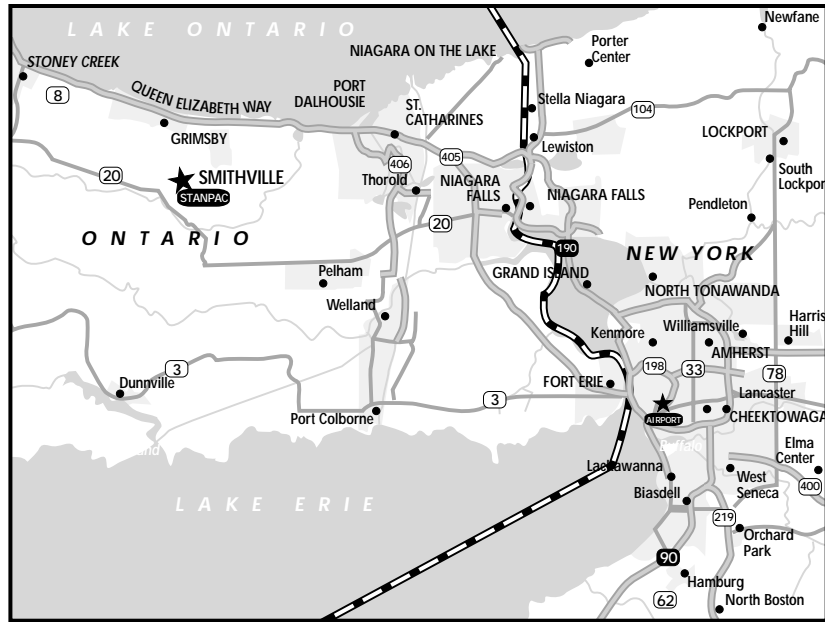 LAKE ONTARIO
Newfane
NIAGARA ON THE LAKE
Porter
Center
STONEY CREEK
8
QUEEN ELIZABETH WAY
PORT
DALHOUSIE
ST.
CATHARINES
Stella Niagara
104
GRIMSBY
LOCKPORT
Lewiston
406
405
20
SMITHVILLE
STANPAC
Thorold
NIAGARA
FALLS
NIAGARA FALLS
South
Lockport
Pendleton
20
ONTARIO
190
NEW YORK
Pelham
GRAND ISLAND
NORTH TONAWANDA
Welland
Kenmore
Williamsville
Harris
Hill
AMHERST
3
198
33
78
Dunnville
FORT ERIE
3
Lancaster
Port Colborne
AIRPORT
CHEEKTOWAGA
Buffalo
Elma
Center
Lackawanna
West
Seneca
Blasdell
400
LAKE ERIE
219
Orchard
Park
90
Hamburg
62
North Boston